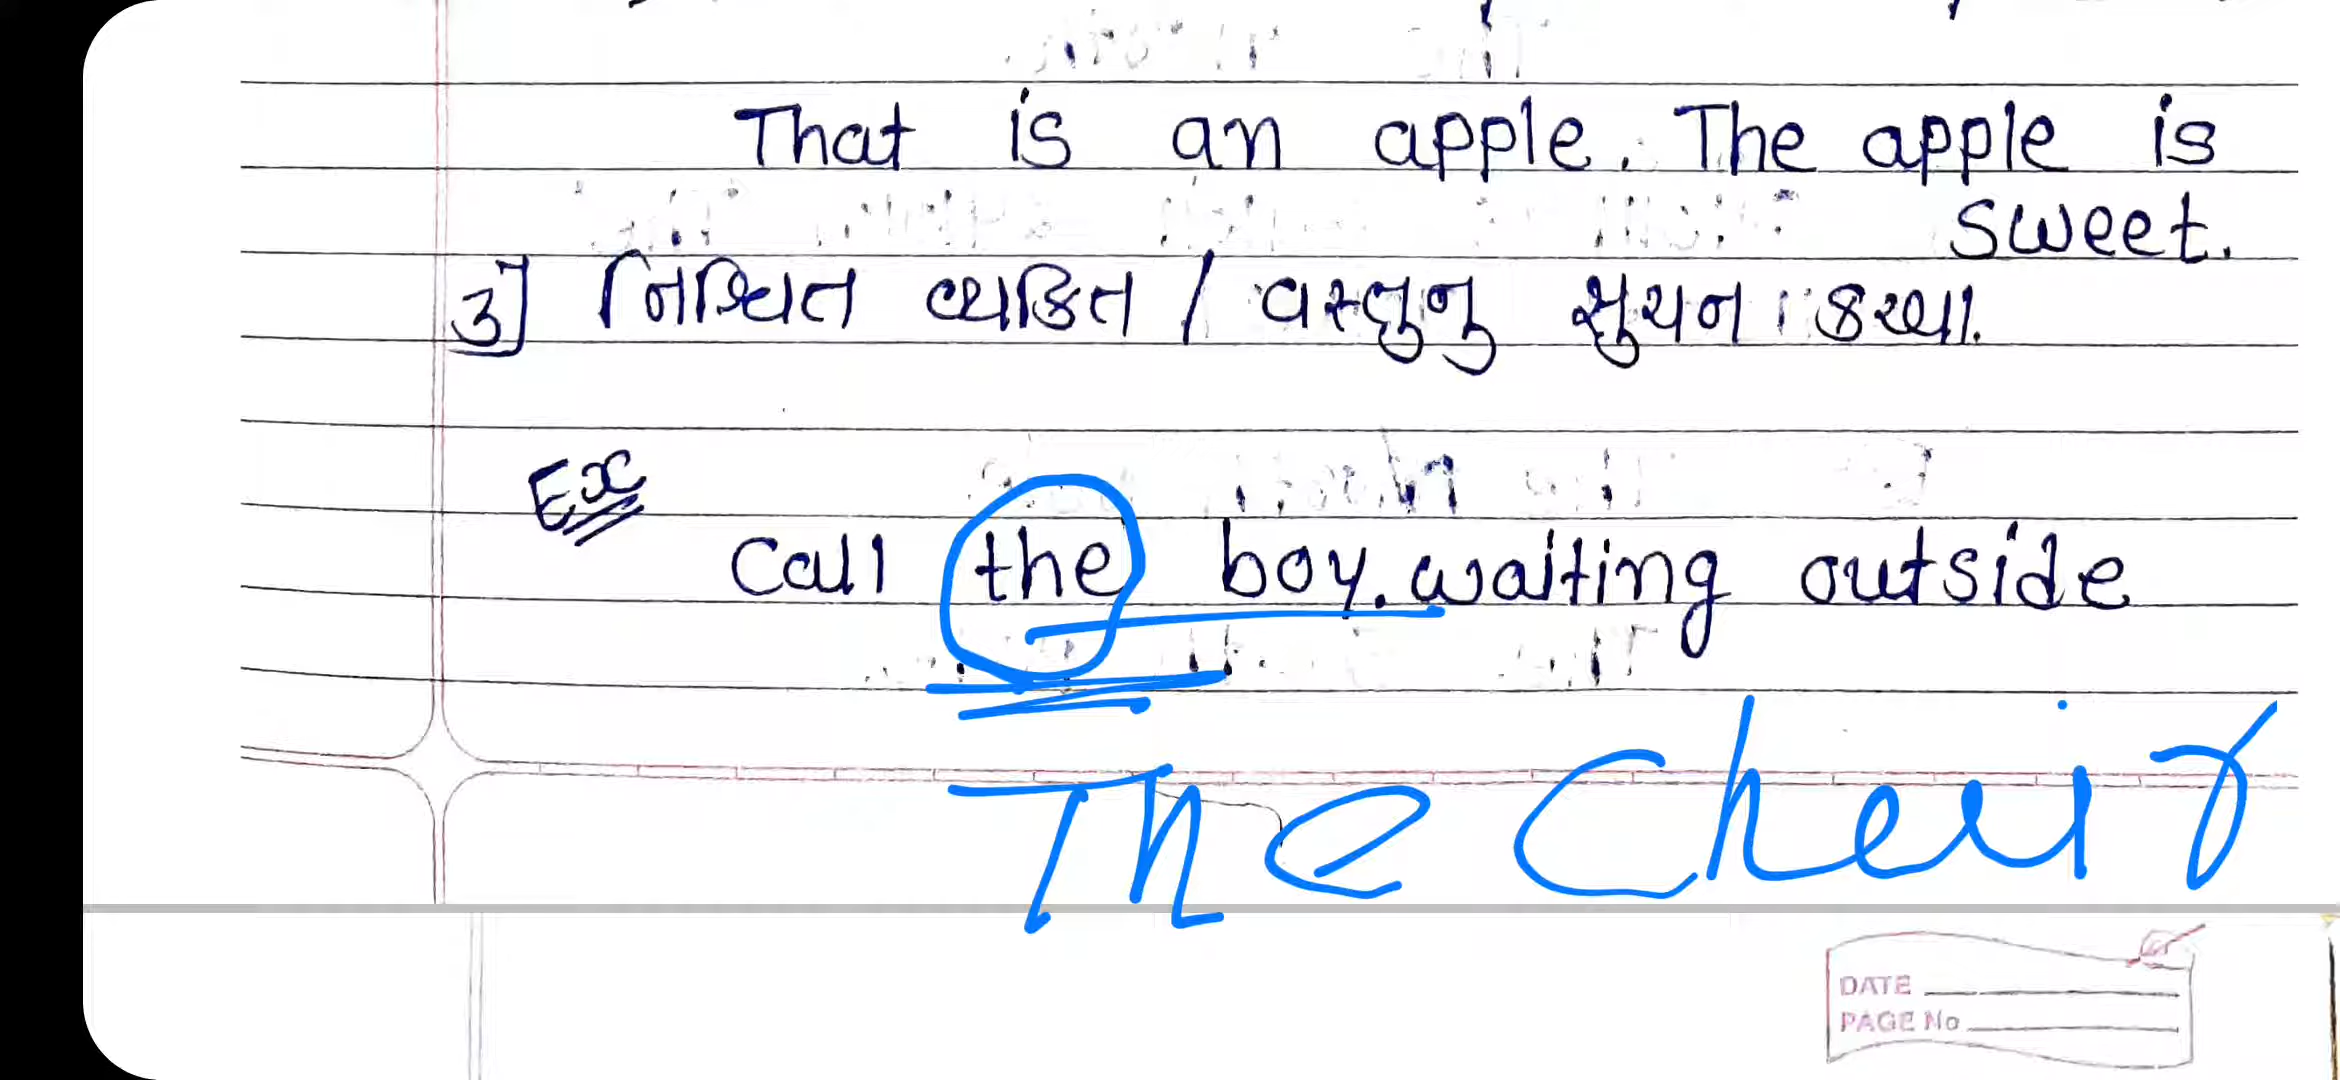 That is an apple. The apple is
sweet.
3] નિશ્ચિત વ્યકિત / વસ્તુનુ સુચન કરવા.
Ex
Call the boy. waiting outside
The Chair
DATE
PAGE No